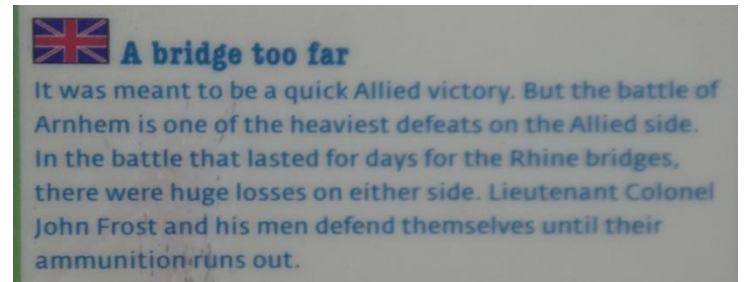 A bridge too far
It was meant to be a quick Allied victory. But the battle of
Arnhem is one of the heaviest defeats on the Allied side.
In the battle that lasted for days for the Rhine bridges,
there were huge losses on either side. Lieutenant Colonel
John Frost and his men defend themselves until their
ammunition runs out.